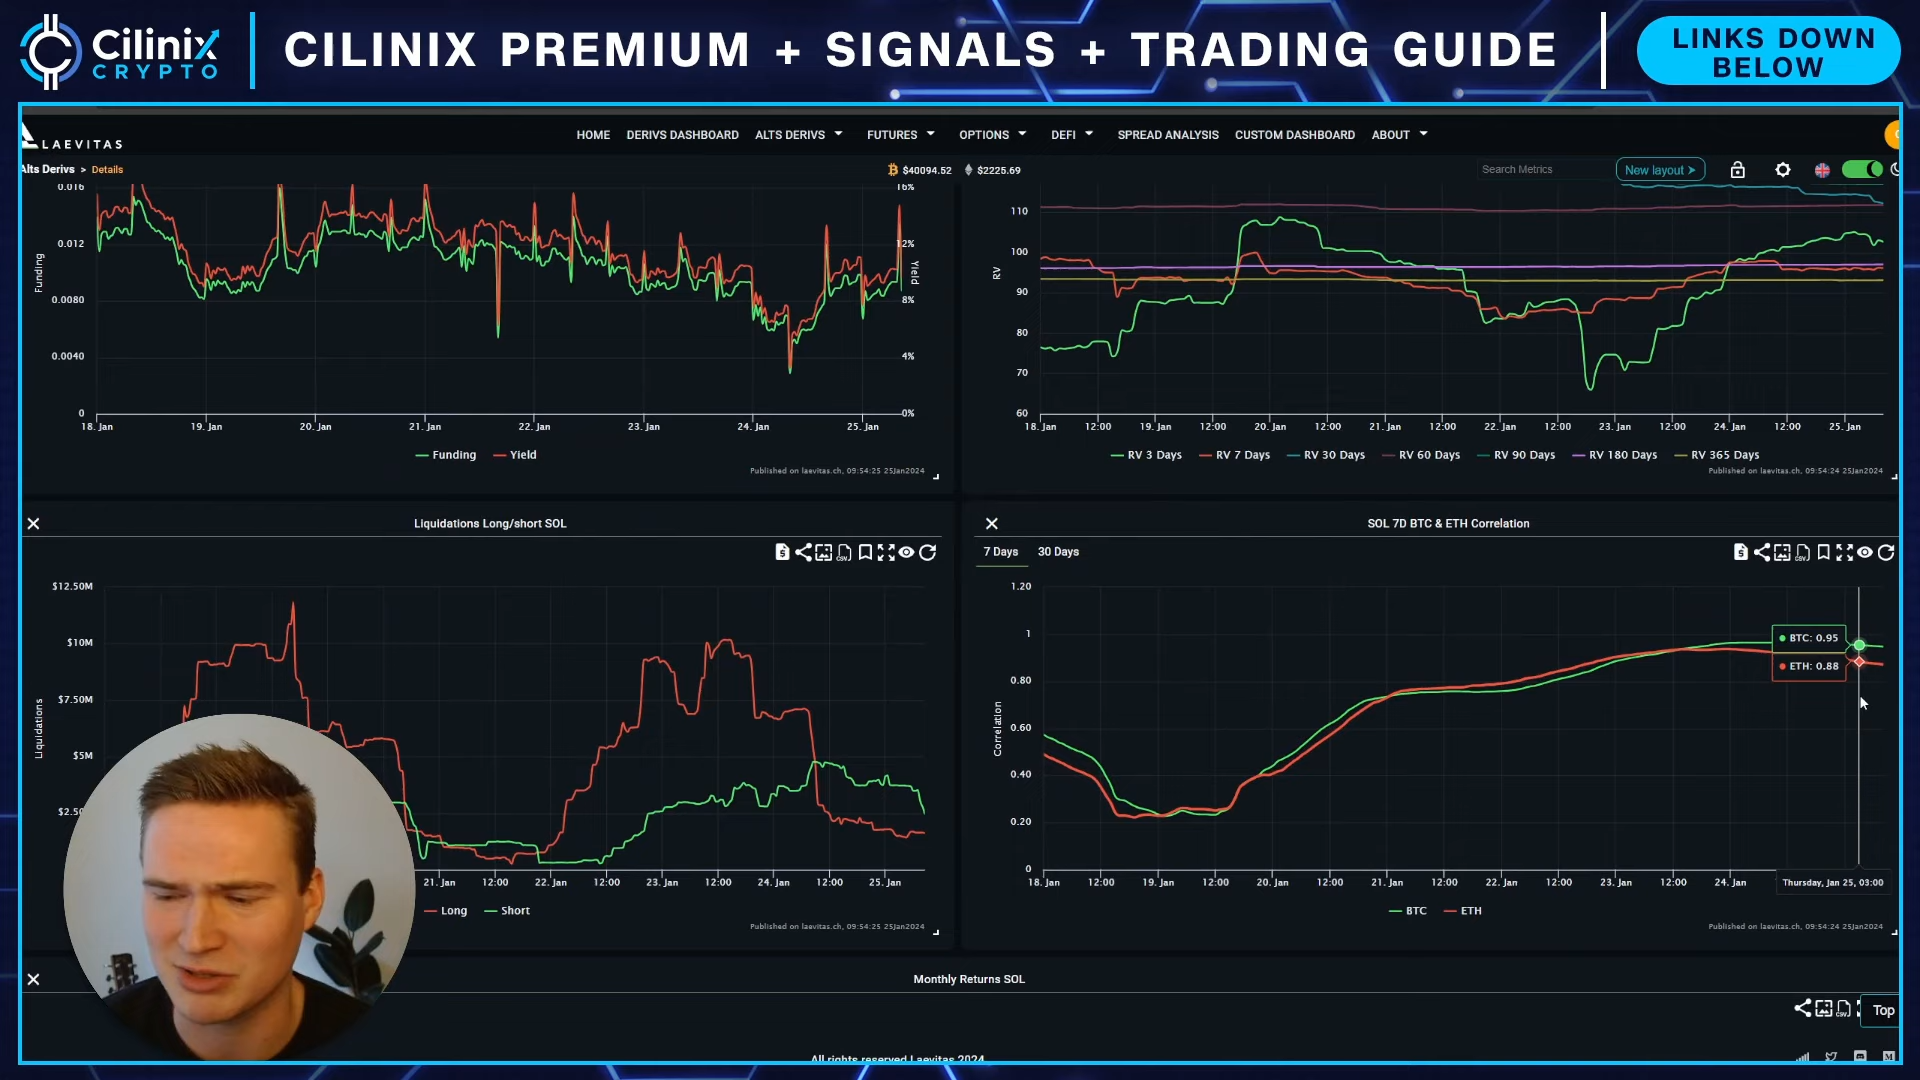 Cilinix
CRYPTO
CILINIX PREMIUM + SIGNALS + TRADING GUIDE
LINKS DOWN
BELOW
LAEVITAS
HOME DERIVS DASHBOARD ALTS DERIVS FUTURES OPTIONS DEFI SPREAD ANALYSIS CUSTOM DASHBOARD ABOUT
Alts Derivs > Details
$40094.52 $2225.69
Search Metrics
New layout >
0.016
0.012
0.0080
0.0040
0
Funding
16%
12%
8%
4%
0%
Yield
18. Jan 19. Jan 20. Jan 21. Jan 22. Jan 23. Jan 24. Jan 25. Jan
Funding Yield
Published on laevitas.ch, 09:54:25 25Jan2024
110
100
90
80
70
60
RV
18. Jan 12:00 19. Jan 12:00 20. Jan 12:00 21. Jan 12:00 22. Jan 12:00 23. Jan 12:00 24. Jan 12:00 25. Jan
RV 3 Days RV 7 Days RV 30 Days RV 60 Days RV 90 Days RV 180 Days RV 365 Days
Published on laevitas.ch, 09:54:24 25Jan2024
Liquidations Long/short SOL
CSV
$12.50M
$10M
$7.50M
$5M
$2.50
Liquidations
21. Jan 12:00 22. Jan 12:00 23. Jan 12:00 24. Jan 12:00 25. Jan
Long Short
Published on laevitas.ch, 09:54:25 25Jan2024
SOL 7D BTC & ETH Correlation
7 Days 30 Days
CSV
1.20
1
0.80
0.60
0.40
0.20
0
Correlation
BTC: 0.95
ETH: 0.88
18. Jan 12:00 19. Jan 12:00 20. Jan 12:00 21. Jan 12:00 22. Jan 12:00 23. Jan 12:00 24. Jan
Thursday, Jan 25, 03:00
BTC ETH
Published on laevitas.ch, 09:54:24 25Jan2024
Monthly Returns SOL
CSV
Top
All rights reserved Laevitas 2024